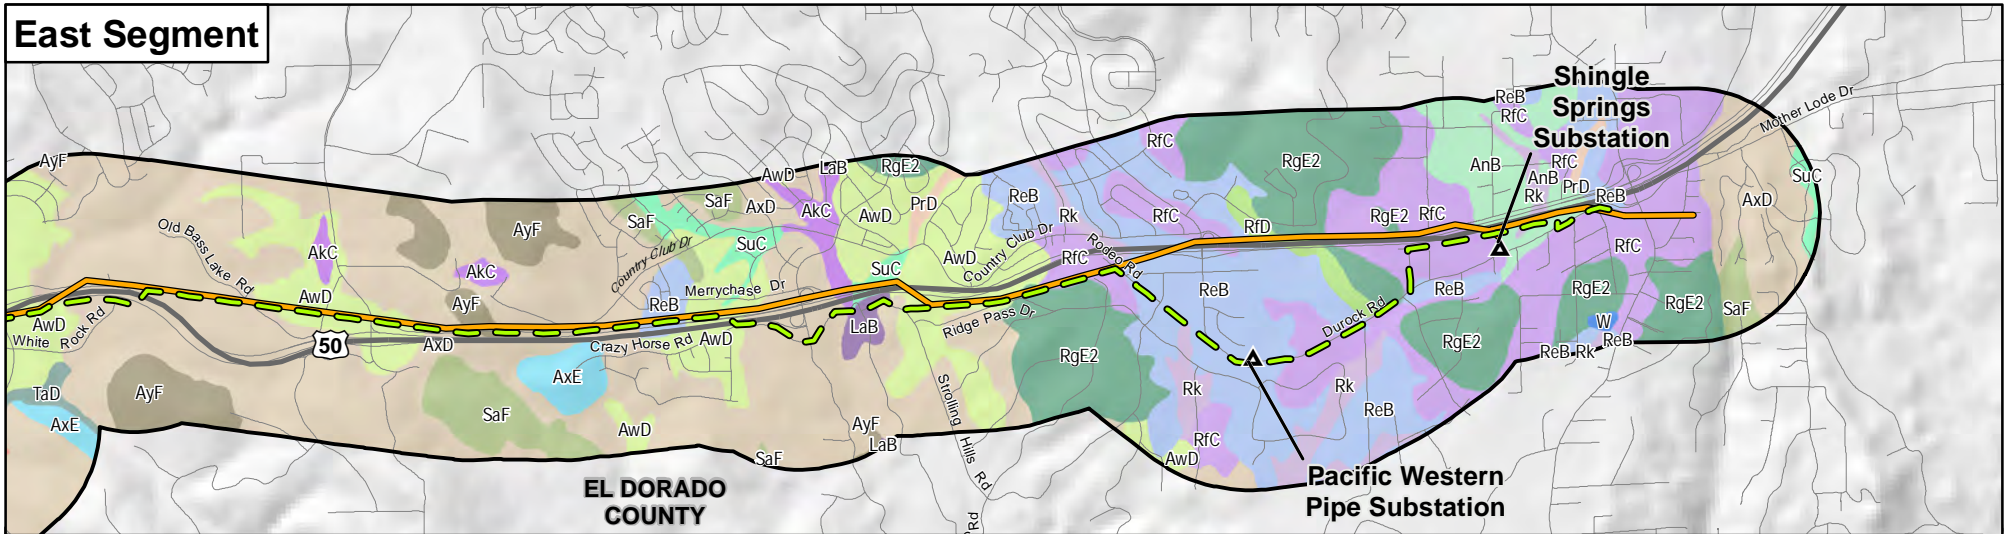 East Segment
Shingle
Springs
Substation
Mother Lode Dr
ReB
RfC
RfC
RgE2
AnB
RfC
AnB
PrD
Rk
ReB
SuC
AxD
AyF
AwD
LaB
RgE2
SaF
AxD
AkC
AwD
PrD
ReB
Rk
RfC
RgE2
RfC
RfD
RfC
Old Bass Lake Rd
AkC
AyF
SaF
Country Club Dr
SuC
AwD
Country Club Dr
RfC
Rodeo Rd
AkC
SuC
AwD
AyF
ReB
Merrychase Dr
ReB
ReB
RgE2
RgE2
SaF
AwD
White Rock Rd
50
AxD
Crazy Horse Rd
AwD
LaB
Ridge Pass Dr
RgE2
Durock Rd
RgE2
W
ReB
ReB
Rk
TaD
AxE
AyF
AxE
SaF
AwD
AyF
LaB
SaF
Strolling Hills Rd
Rd
Rk
RfC
AwD
Rk
ReB
EL DORADO
COUNTY
Pacific Western
Pipe Substation